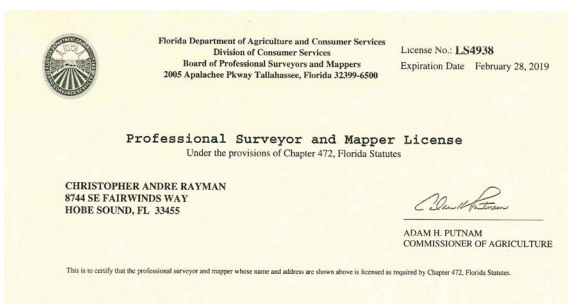 Florida Department of Agriculture and Consumer Services
Division of Consumer Services
Board of Professional Surveyors and Mappers
2005 Apalachee Pkway Tallahassee, Florida 32399-6500
License No.: LS4938
Expiration Date February 28, 2019
Professional Surveyor and Mapper License
Under the provisions of Chapter 472, Florida Statutes
CHRISTOPHER ANDRE RAYMAN
8744 SE FAIRWINDS WAY
HOBE SOUND, FL 33455
ADAM H. PUTNAM
COMMISSIONER OF AGRICULTURE
This is to certify that the professional surveyor and mapper whose name and address are shown above is licensed as required by Chapter 472, Florida Statutes.